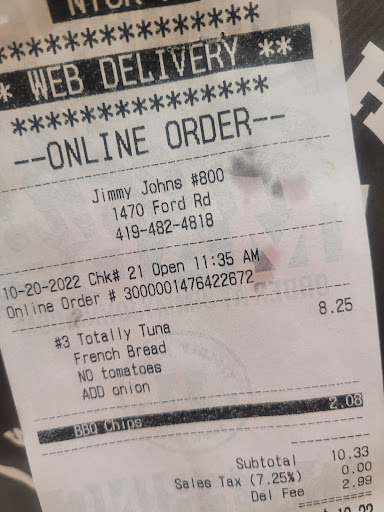 ***************
* WEB DELIVERY **
***************
--ONLINE ORDER--
Jimmy Johns #800
1470 Ford Rd
419-482-4818
10-20-2022 Chk# 21 Open 11:35 AM
Online Order # 3000001476422672
#3 Totally Tuna 8.25
French Bread
NO tomatoes
ADD onion
BBQ Chips 2.08
Subtotal 10.33
Sales Tax (7.25%) 0.00
Del Fee 2.99